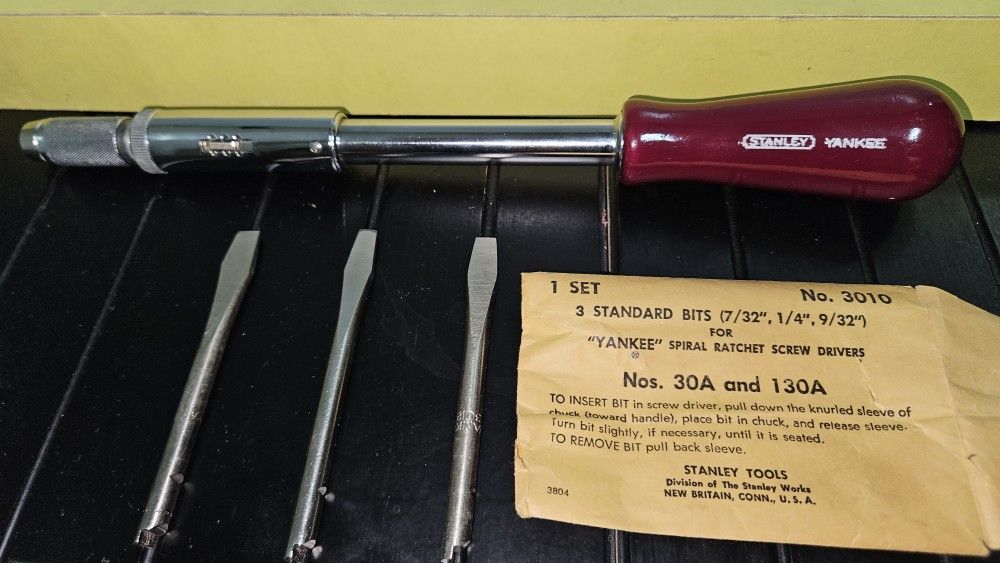 STANLEY YANKEE
1 SET No. 3010
3 STANDARD BITS (7/32", 1/4", 9/32")
FOR
"YANKEE" SPIRAL RATCHET SCREW DRIVERS
®
Nos. 30A and 130A
TO INSERT BIT in screw driver, pull down the knurled sleeve of
chuck (toward handle), place bit in chuck, and release sleeve.
Turn bit slightly, if necessary, until it is seated.
TO REMOVE BIT pull back sleeve.
STANLEY TOOLS
Division of The Stanley Works
NEW BRITAIN, CONN., U.S.A.
3804